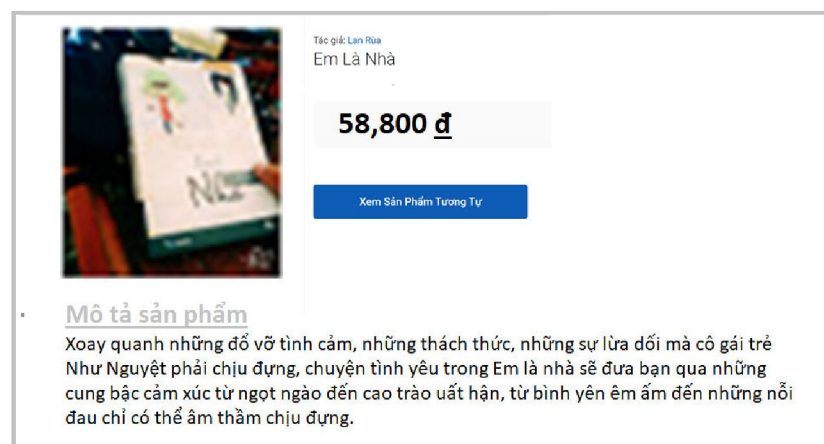 Tác giả: Lan Rùa
Em Là Nhà
58,800 đ
Xem Sản Phẩm Tương Tự
Nhà
Mô tả sản phẩm
Xoay quanh những đổ vỡ tình cảm, những thách thức, những sự lừa dối mà cô gái trẻ
Như Nguyệt phải chịu đựng, chuyện tình yêu trong Em là nhà sẽ đưa bạn qua những
cung bậc cảm xúc từ ngọt ngào đến cao trào uất hận, từ bình yên êm ấm đến những nỗi
đau chỉ có thể âm thầm chịu đựng.